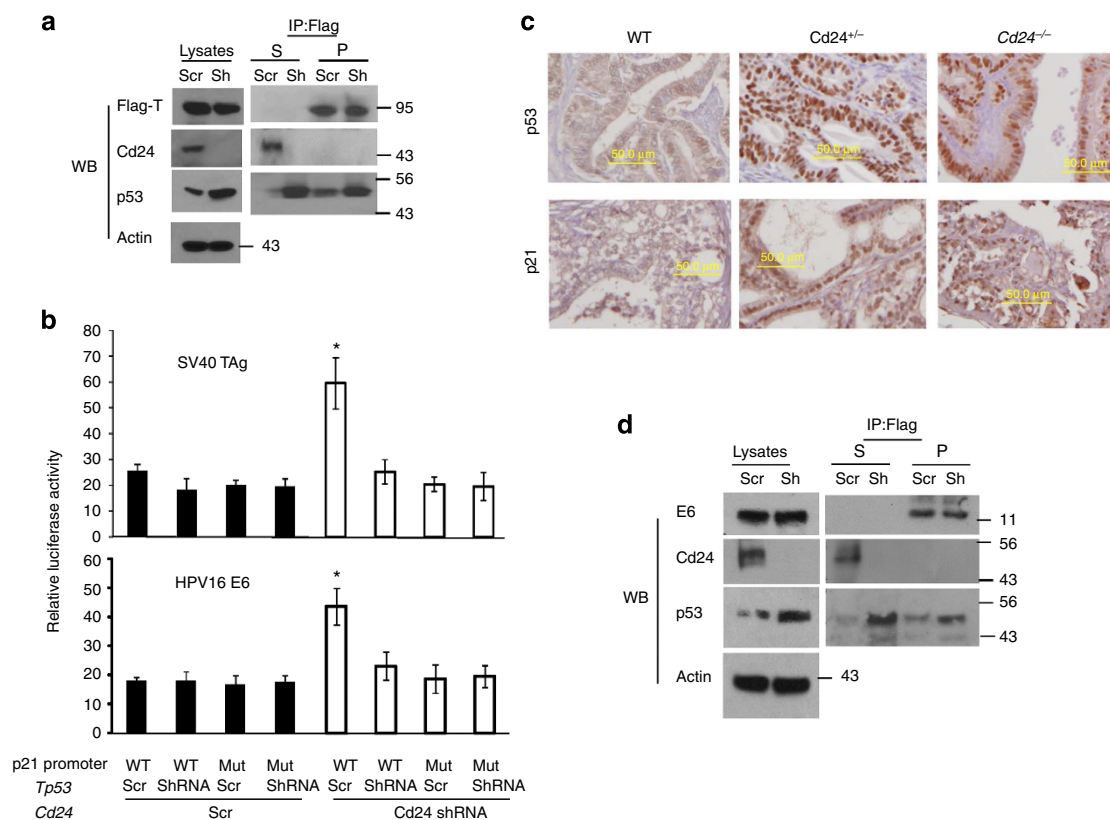 a
IP:Flag
Lysates S P
Scr Sh Scr Sh Scr Sh
WB
Flag-T 95
Cd24 43
p53 56
43
Actin 43
b
Relative luciferase activity
SV40 TAg
80
70
60
50
40
30
20
10
0
*
HPV16 E6
60
50
40
30
20
10
0
*
p21 promoter WT WT Mut Mut WT WT Mut Mut
Tp53 Scr ShRNA Scr ShRNA Scr ShRNA Scr ShRNA
Cd24 Scr Cd24 shRNA
c
WT Cd24+/– Cd24–/–
p53
50.0 µm 50.0 µm 50.0 µm
p21
50.0 µm 50.0 µm 50.0 µm
d
IP:Flag
Lysates S P
Scr Sh Scr Sh Scr Sh
WB
E6 11
Cd24 56
43
p53 56
43
Actin 43